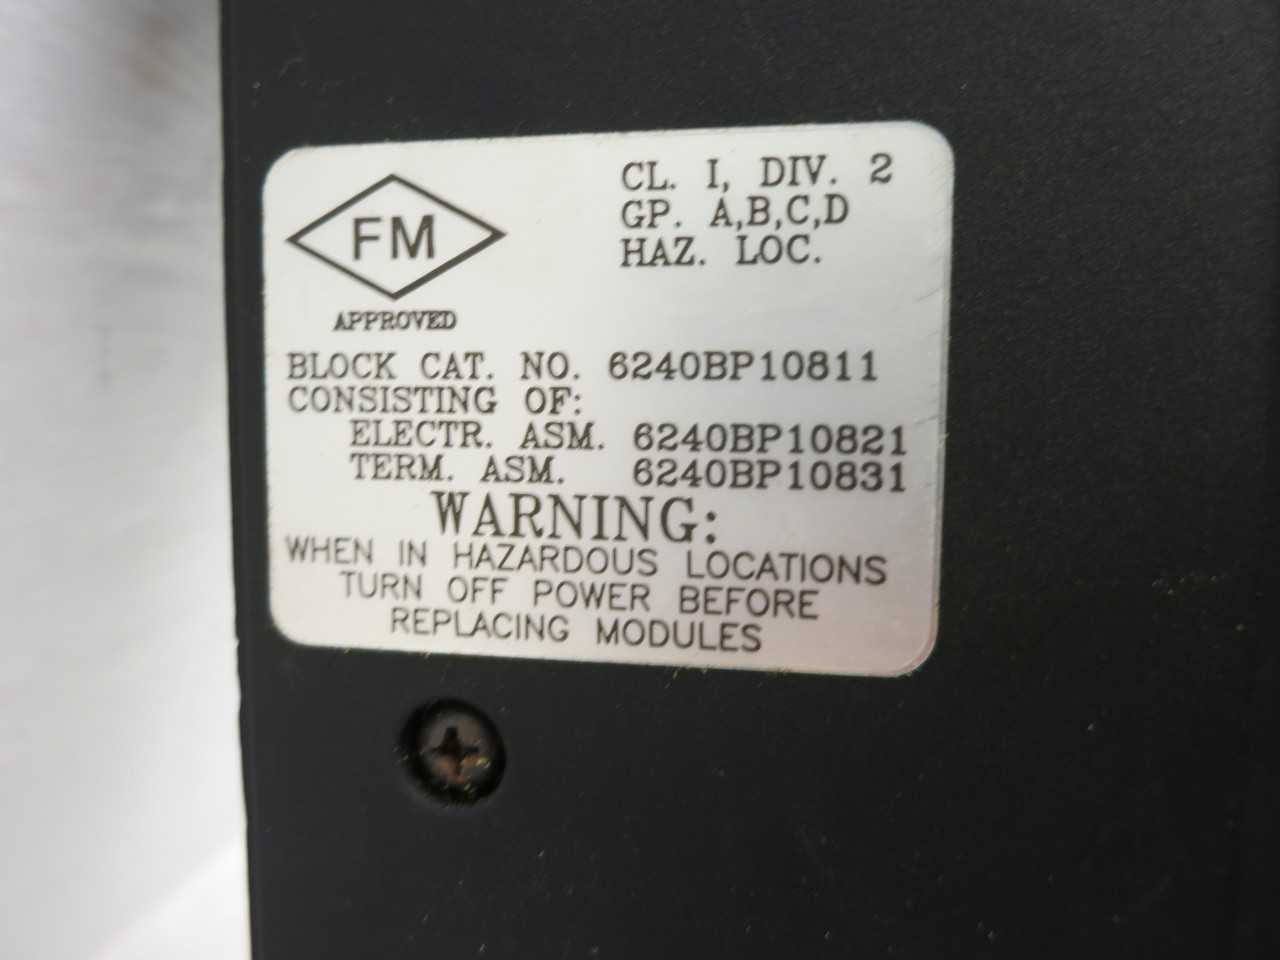 FM
APPROVED
CL. I, DIV. 2
GP. A,B,C,D
HAZ. LOC.
BLOCK CAT. NO. 6240BP10811
CONSISTING OF:
ELECTR. ASM. 6240BP10821
TERM. ASM. 6240BP10831
WARNING:
WHEN IN HAZARDOUS LOCATIONS
TURN OFF POWER BEFORE
REPLACING MODULES